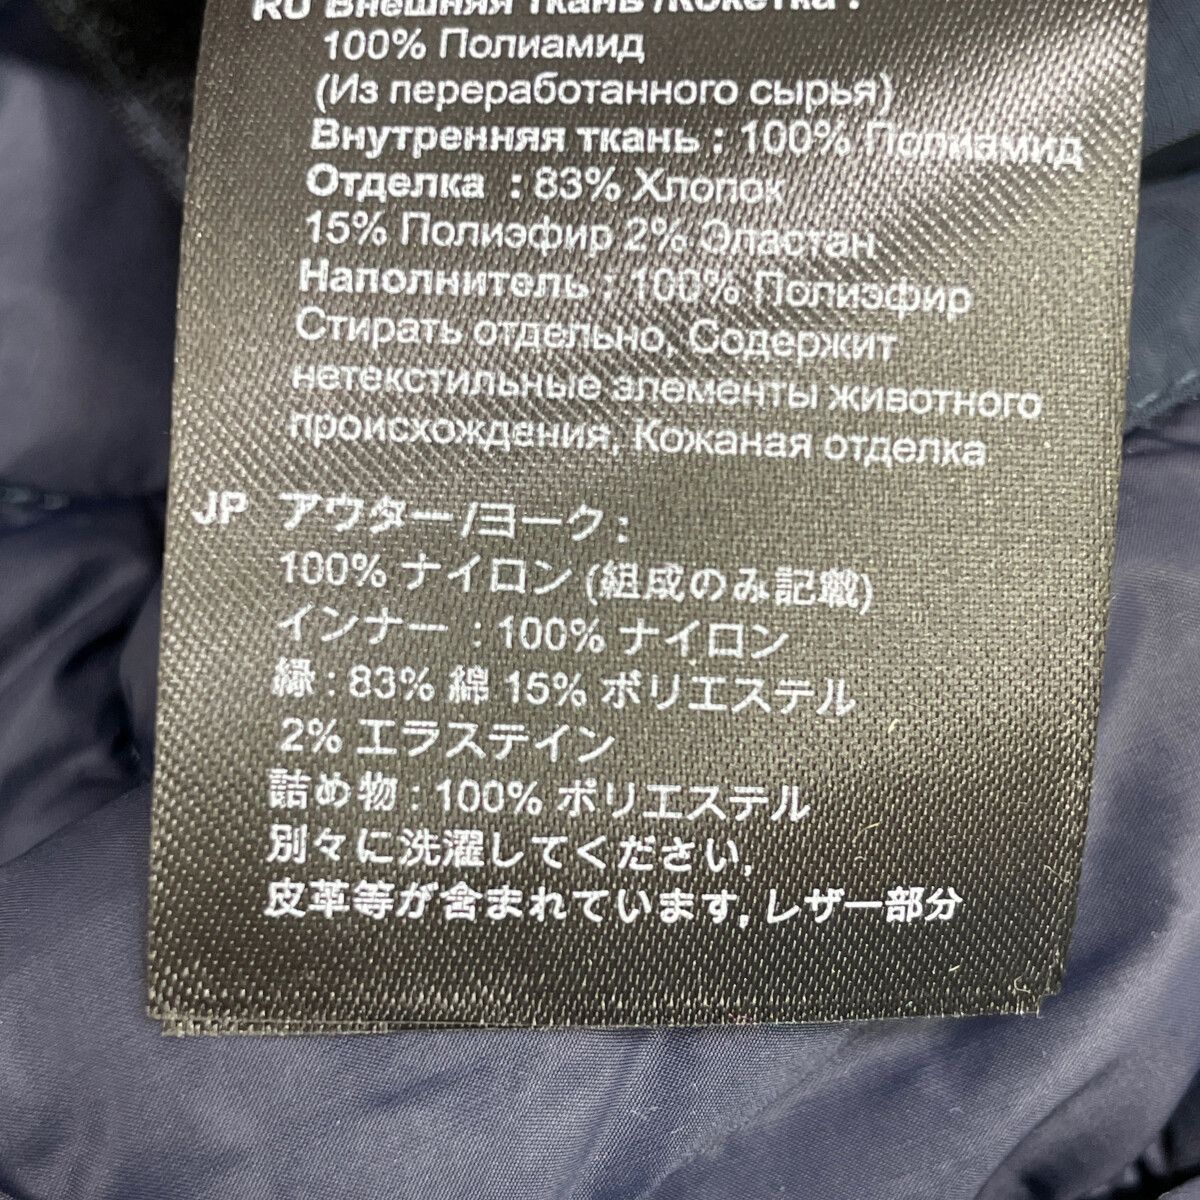 RU Внешняя ткань /Кокетка :
100% Полиамид
(Из переработанного сырья)
Внутренняя ткань : 100% Полиамид
Отделка : 83% Хлопок
15% Полиэфир 2% Эластан
Наполнитель : 100% Полиэфир
Стирать отдельно, Содержит
нетекстильные элементы животного
происхождения, Кожаная отделка
JP アウター/ヨーク :
100% ナイロン (組成のみ記載)
インナー : 100% ナイロン
縁 : 83% 綿 15% ポリエステル
2% エラステイン
詰め物 : 100% ポリエステル
別々に洗濯してください,
皮革等が含まれています, レザー部分